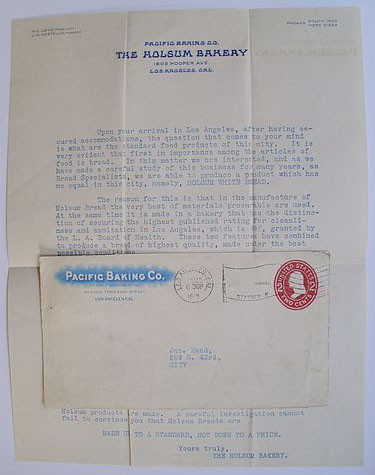 PACIFIC BAKING CO.
THE HOLSUM BAKERY
LOS ANGELES, CAL.
Upon your arrival in Los Angeles, after having se-
cured accommodations, the question that comes to your mind
is what are the standard food products of this city. It is
very evident that first in importance among the articles of
food is bread. In this matter we are interested, and as we
have made a careful study of this business for many years, as
Bread Specialists, we are able to produce a product which has
no equal in this city, namely, HOLSUM WHITE BREAD.
The reason for this is that in the manufacture of
Holsum Bread the very best of materials procurable are used.
At the same time it is made in a bakery that has the distinc-
tion of securing the highest published rating for cleanli-
ness and sanitation in Los Angeles, which is granted
by the L. A. Board of Health. These two features have combined
to produce a bread of highest quality, made under the best
possible conditions.
PACIFIC BAKING CO.
LOS ANGELES, CAL.
UNITED STATES
TWO CENTS
Jno. Hand,
CITY
Holsum products are made. A careful investigation cannot
fail to convince you that Holsum Breads are
MADE UP TO A STANDARD, NOT DOWN TO A PRICE.
Yours truly,
THE HOLSUM BAKERY.